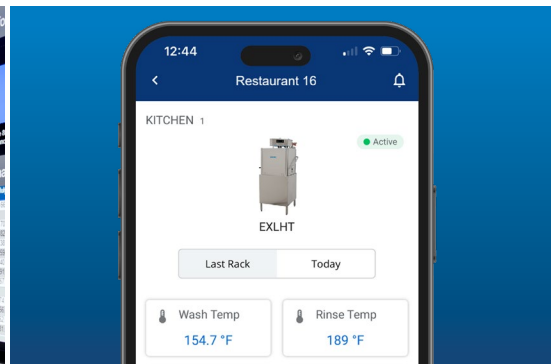 12:44
Restaurant 16
KITCHEN 1
Active
EXLHT
Last Rack Today
Wash Temp Rinse Temp
154.7 °F 189 °F